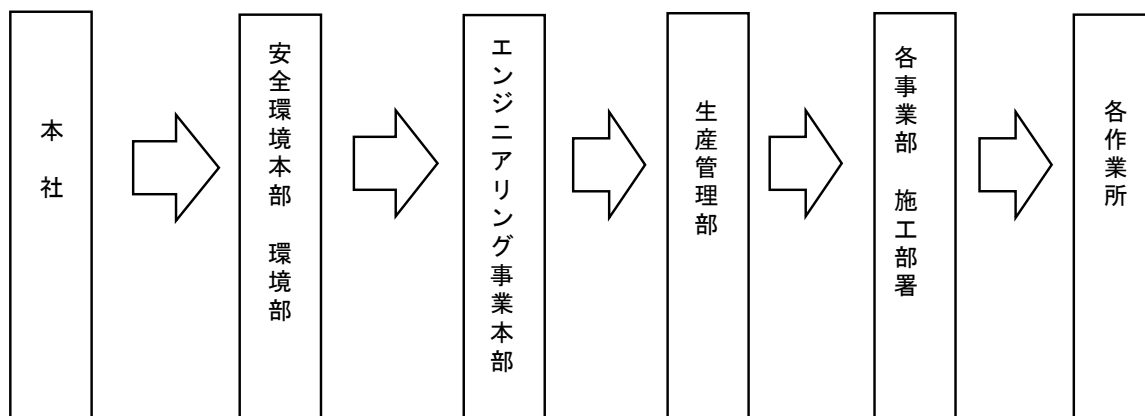 本社
安全環境本部　環境部
エンジニアリング事業本部
生産管理部
各事業部　施工部署
各作業所